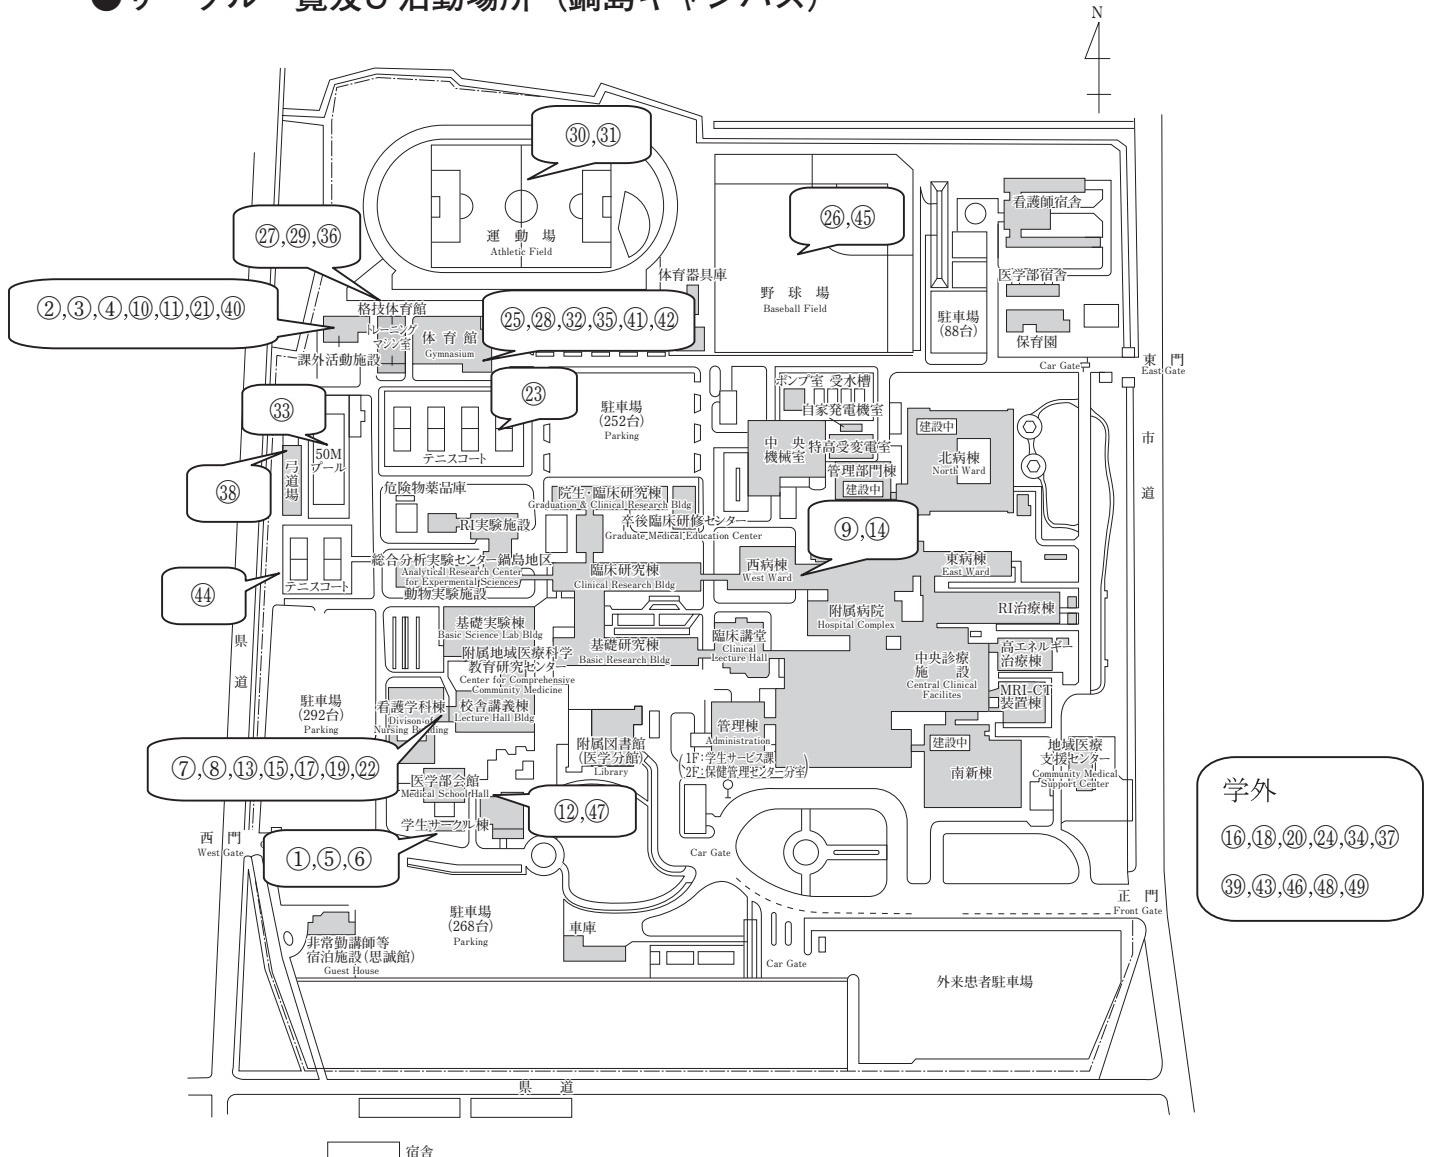 ●サークル一覧及び活動場所（鍋島キャンパス）
N
㉚,㉛
運動場
Athletic Field
㉖,㊺
看護師宿舎
㉗,㉙,㊱
体育器具庫
医学部宿舎
②,③,④,⑩,⑪,㉑,㊵
格技体育館
トレーニング
マシン室
体育館
Gymnasium
㉕,㉘,㉜,㉟,㊶,㊷
野球場
Baseball Field
駐車場
(88台)
保育園
課外活動施設
Car Gate
東門
East Gate
㉓
㉝
駐車場
(252台)
Parking
ポンプ室
受水槽
自家発電機室
建設中
中央
機械室
特高受変電室
北病棟
North Ward
市道
テニスコート
50M
プール
弓道場
管理部門棟
建設中
㊳
危険物薬品庫
院生・臨床研究棟
Graduation & Clinical Research Bldg
RI実験施設
卒後臨床研修センター
Graduate Medical Education Center
⑨,⑭
総合分析実験センター鍋島地区
Analytical Research Center
for Expermental Sciences
動物実験施設
臨床研究棟
Clinical Research Bldg
西病棟
West Ward
東病棟
East Ward
テニスコート
㊹
県道
基礎実験棟
Basic Science Lab Bldg
附属病院
Hospital Complex
RI治療棟
附属地域医療科学
教育研究センター
Center for Comprehensive
Community Medicine
基礎研究棟
Basic Research Bldg
臨床講堂
Clinical
Lecture Hall
中央診療
施設
Central Clinical
Facilites
高エネルギー
治療棟
MRI-CT
装置棟
駐車場
(292台)
Parking
看護学科棟
Divison of
Nursing Building
校舎講義棟
Lecture Hall Bldg
附属図書館
(医学分館)
Library
管理棟
Administration
(1F:学生サービス課
2F:保健管理センター分室)
建設中
南新棟
地域医療
支援センター
Community Medical
Support Center
⑦,⑧,⑬,⑮,⑰,⑲,㉒
医学部会館
Medical School Hall
⑫,㊼
学生サークル棟
①,⑤,⑥
西門
West Gate
Car Gate
学外
⑯,⑱,⑳,㉔,㉞,㊲
㊴,㊸,㊻,㊽,㊾
正門
Front Gate
駐車場
(268台)
Parking
車庫
非常勤講師等
宿泊施設(思誠館)
Guest House
Car Gate
外来患者駐車場
県道
宿舎